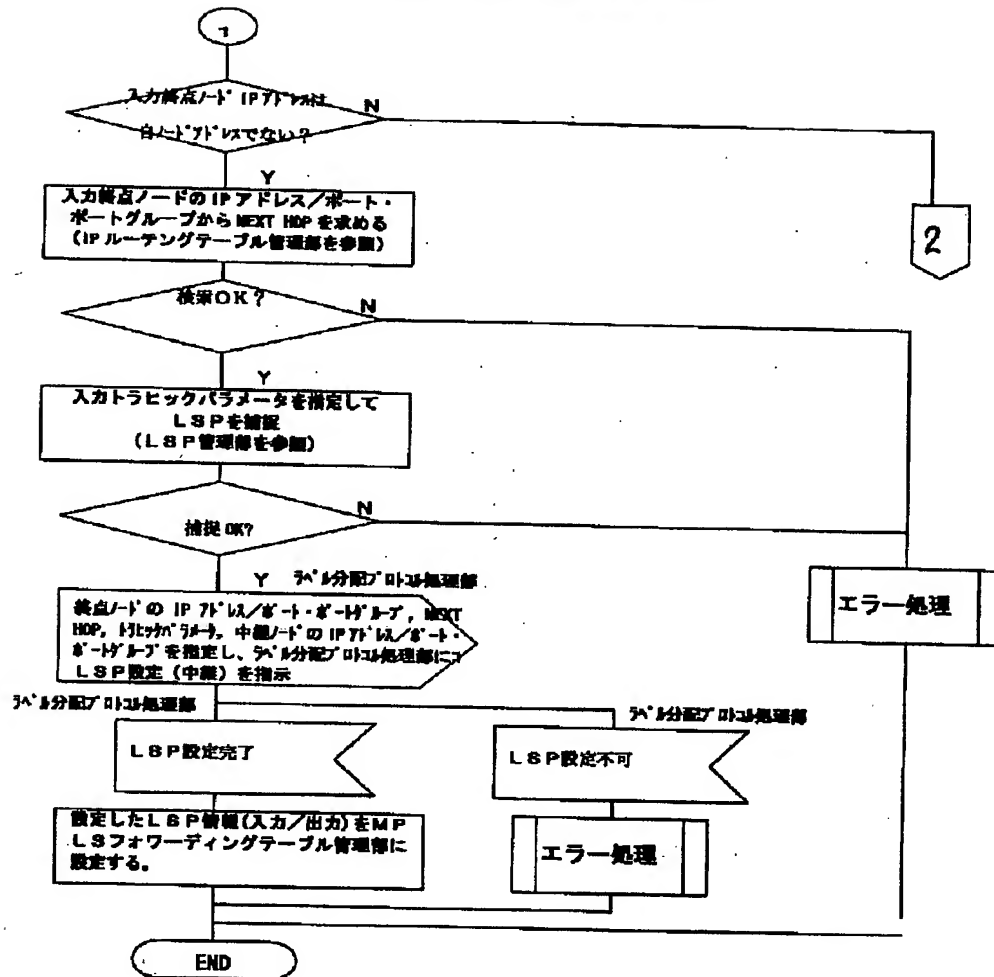 1
入力終点ノード IPアドレスは
自ノードアドレスでない?
N
Y
入力終点ノードのIPアドレス/ポート・
ポートグループから NEXT HOP を求める
(IPルーテングテーブル管理部を参照)
2
検索OK?
N
Y
入力トラヒックパラメータを指定して
LSPを捕捉
(LSP管理部を参照)
捕捉OK?
N
Y
ラベル分配プロトコル処理部
終点ノードの IP アドレス/ポート・ポートグループ, NEXT
HOP, トラヒックパラメータ, 中継ノードの IPアドレス/ポート・
ポートグループを指定し、ラベル分配プロトコル処理部に
LSP設定(中継)を指示
エラー処理
ラベル分配プロトコル処理部
ラベル分配プロトコル処理部
LSP設定完了
LSP設定不可
設定したLSP情報(入力/出力)をMP
LSフォワーディングテーブル管理部に
設定する。
エラー処理
END